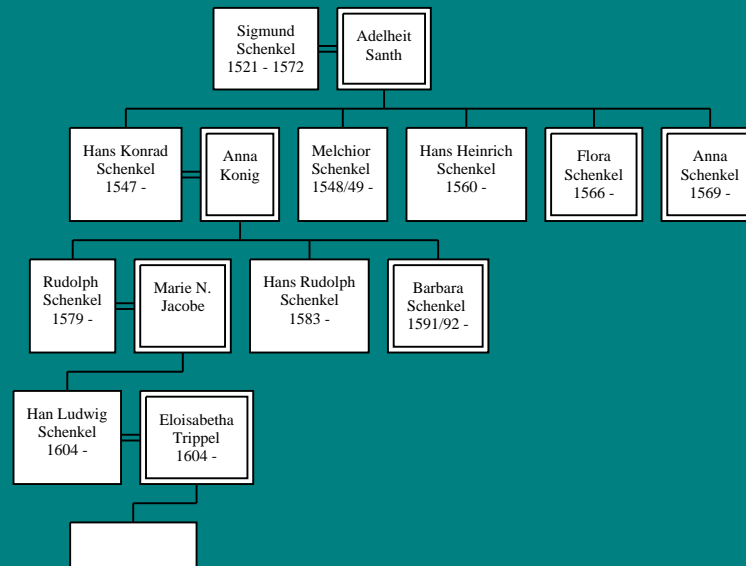 Sigmund
Schenkel
1521 - 1572
Adelheit
Santh
Hans Konrad
Schenkel
1547 -
Anna
Konig
Melchior
Schenkel
1548/49 -
Hans Heinrich
Schenkel
1560 -
Flora
Schenkel
1566 -
Anna
Schenkel
1569 -
Rudolph
Schenkel
1579 -
Marie N.
Jacobe
Hans Rudolph
Schenkel
1583 -
Barbara
Schenkel
1591/92 -
Han Ludwig
Schenkel
1604 -
Eloisabetha
Trippel
1604 -